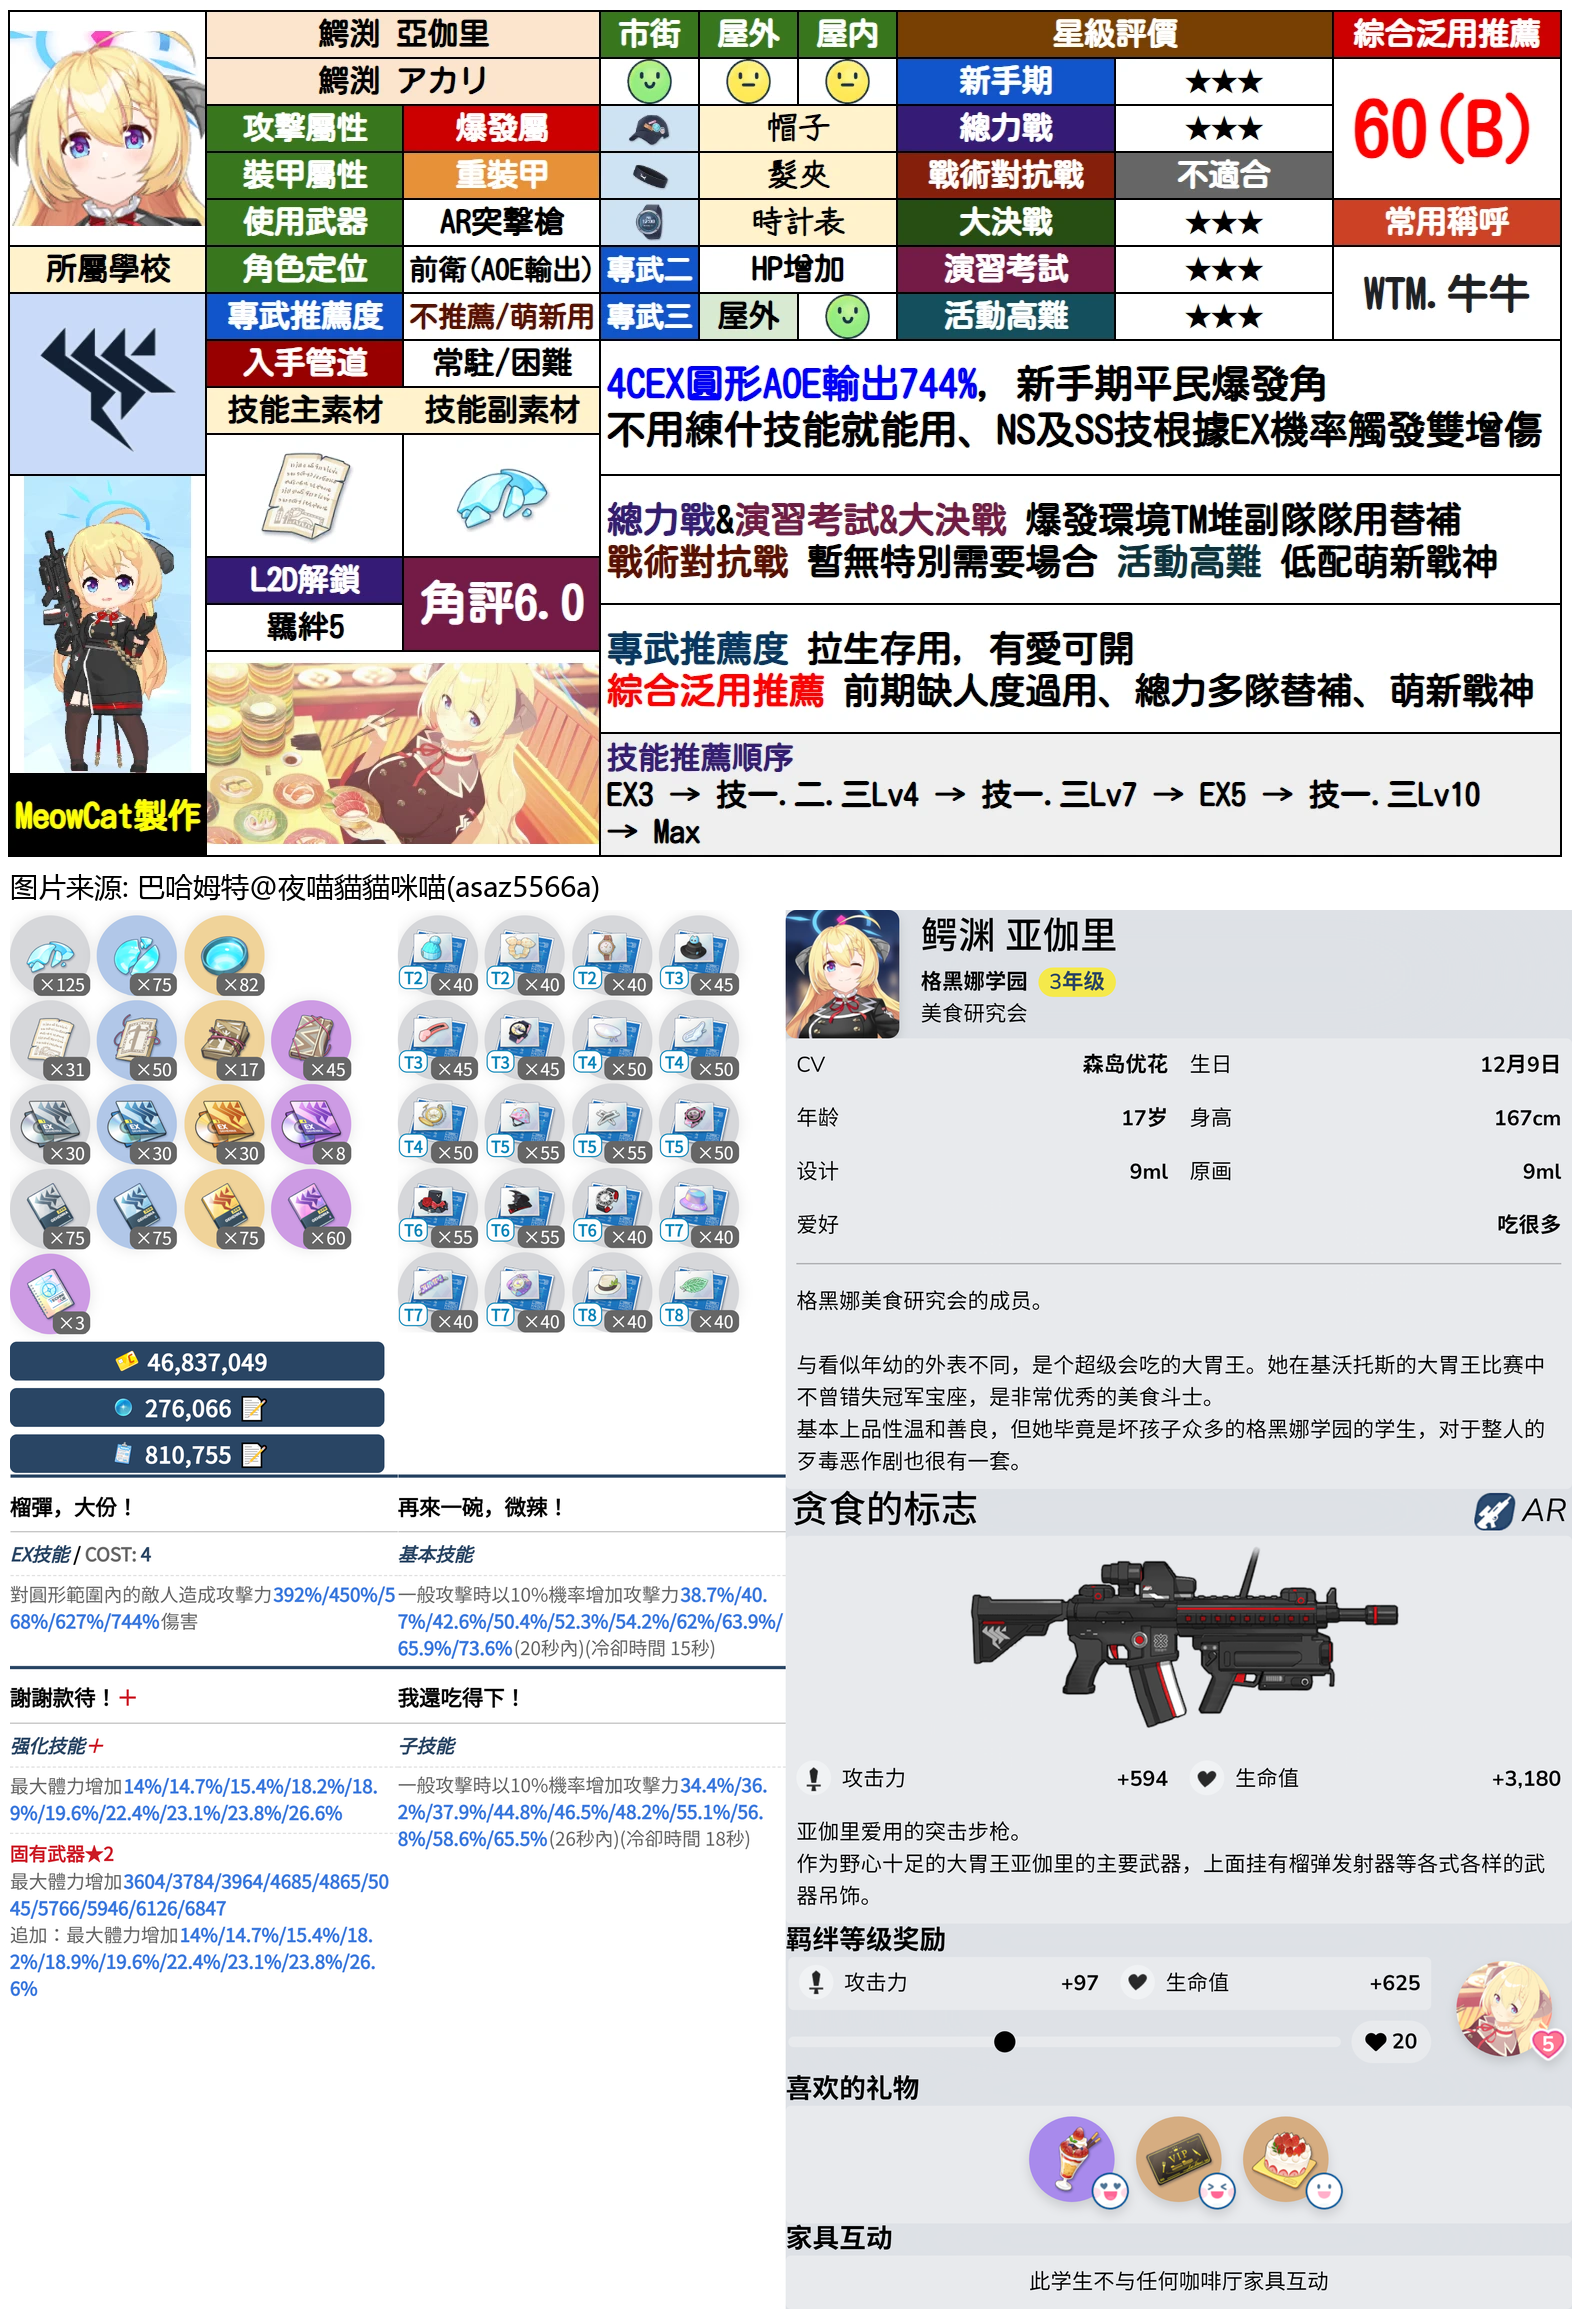 鰐渕 亞伽里
鰐渕 アカリ
市街 屋外 屋內
星級評價
綜合泛用推薦
新手期 ★★★
60(B)
攻擊屬性 爆發屬 帽子 總力戰 ★★★
裝甲屬性 重裝甲 髮夾 戰術對抗戰 不適合
使用武器 AR突擊槍 時計表 大決戰 ★★★ 常用稱呼
所屬學校 角色定位 前衛(AOE輸出) 專武二 HP增加 演習考試 ★★★ WTM.牛牛
專武推薦度 不推薦/萌新用 專武三 屋外 活動高難 ★★★
入手管道 常駐/困難
技能主素材 技能副素材
4CEX圓形AOE輸出744%, 新手期平民爆發角
不用練什技能就能用、NS及SS技根據EX機率觸發雙增傷
總力戰&演習考試&大決戰 爆發環境TM堆副隊隊用替補
戰術對抗戰 暫無特別需要場合 活動高難 低配萌新戰神
L2D解鎖
羈絆5
角評6.0
專武推薦度 拉生存用, 有愛可開
綜合泛用推薦 前期缺人度過用、總力多隊替補、萌新戰神
技能推薦順序
EX3 → 技一.二.三Lv4 → 技一.三Lv7 → EX5 → 技一.三Lv10
→ Max
MeowCat製作
图片来源: 巴哈姆特@夜喵貓貓咪喵(asaz5566a)
×125 ×75 ×82
×31 ×50 ×17 ×45
EX ×30 ×30 ×30 ×8
×75 ×75 ×75 ×60
×3
46,837,049
276,066
810,755
T2 ×40 T2 ×40 T2 ×40 T3 ×45
T3 ×45 T3 ×45 T4 ×50 T4 ×50
T4 ×50 T5 ×55 T5 ×55 T5 ×50
T6 ×55 T6 ×55 T6 ×40 T7 ×40
T7 ×40 T7 ×40 T8 ×40 T8 ×40
榴彈，大份！
EX技能 / COST: 4
對圓形範圍內的敵人造成攻擊力392%/450%/5
68%/627%/744%傷害
再來一碗，微辣！
基本技能
一般攻擊時以10%機率增加攻擊力38.7%/40.
7%/42.6%/50.4%/52.3%/54.2%/62%/63.9%/
65.9%/73.6%(20秒內)(冷卻時間 15秒)
謝謝款待！＋
强化技能＋
最大體力增加14%/14.7%/15.4%/18.2%/18.
9%/19.6%/22.4%/23.1%/23.8%/26.6%
固有武器★2
最大體力增加3604/3784/3964/4685/4865/50
45/5766/5946/6126/6847
追加：最大體力增加14%/14.7%/15.4%/18.
2%/18.9%/19.6%/22.4%/23.1%/23.8%/26.
6%
我還吃得下！
子技能
一般攻擊時以10%機率增加攻擊力34.4%/36.
2%/37.9%/44.8%/46.5%/48.2%/55.1%/56.
8%/58.6%/65.5%(26秒內)(冷卻時間 18秒)
鳄渊 亚伽里
格黑娜学园 3年级
美食研究会
CV 森岛优花 生日 12月9日
年龄 17岁 身高 167cm
设计 9ml 原画 9ml
爱好 吃很多
格黑娜美食研究会的成员。
与看似年幼的外表不同，是个超级会吃的大胃王。她在基沃托斯的大胃王比赛中
不曾错失冠军宝座，是非常优秀的美食斗士。
基本上品性温和善良，但她毕竟是坏孩子众多的格黑娜学园的学生，对于整人的
歹毒恶作剧也很有一套。
贪食的标志 AR
攻击力 +594 生命值 +3,180
亚伽里爱用的突击步枪。
作为野心十足的大胃王亚伽里的主要武器，上面挂有榴弹发射器等各式各样的武
器吊饰。
羁绊等级奖励
攻击力 +97 生命值 +625
20
5
喜欢的礼物
VIP
家具互动
此学生不与任何咖啡厅家具互动